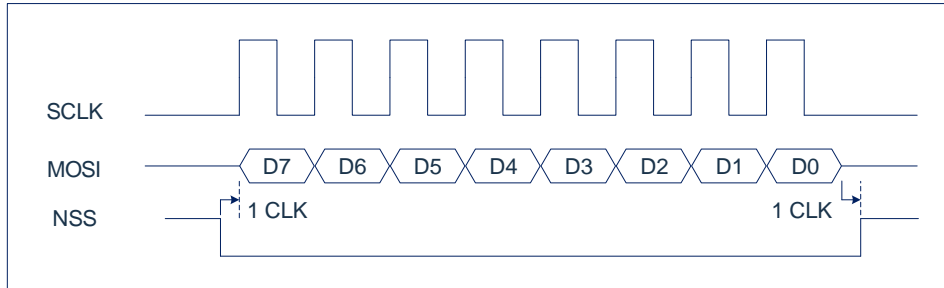 SCLK
MOSI D7 D6 D5 D4 D3 D2 D1 D0
1 CLK 1 CLK
NSS